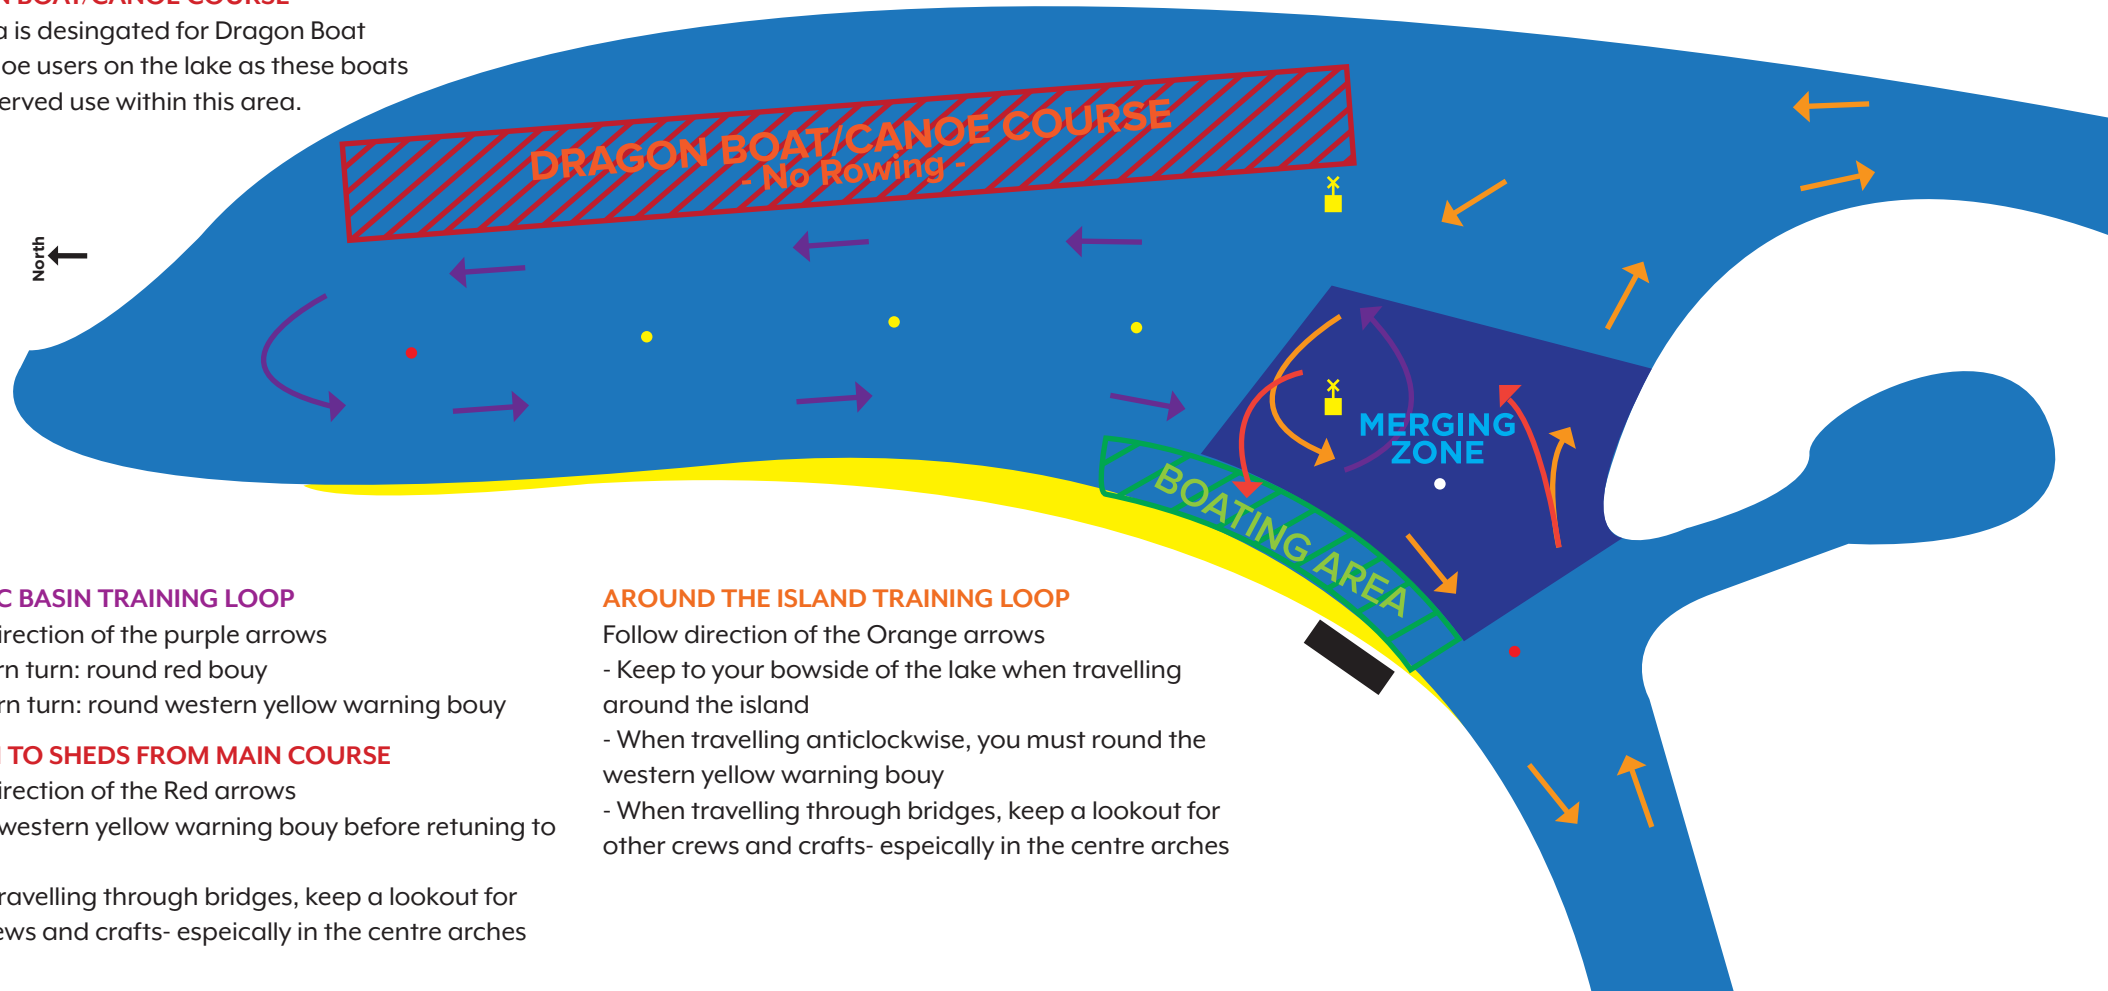 N BOAT/CANOE COURSE
a is desingated for Dragon Boat
oe users on the lake as these boats
erved use within this area.
DRAGON BOAT/CANOE COURSE
- No Rowing -
North
MERGING
ZONE
BOATING AREA
C BASIN TRAINING LOOP
irection of the purple arrows
rn turn: round red bouy
rn turn: round western yellow warning bouy
TO SHEDS FROM MAIN COURSE
irection of the Red arrows
western yellow warning bouy before retuning to
ravelling through bridges, keep a lookout for
ews and crafts- espeically in the centre arches
AROUND THE ISLAND TRAINING LOOP
Follow direction of the Orange arrows
- Keep to your bowside of the lake when travelling
around the island
- When travelling anticlockwise, you must round the
western yellow warning bouy
- When travelling through bridges, keep a lookout for
other crews and crafts- espeically in the centre arches